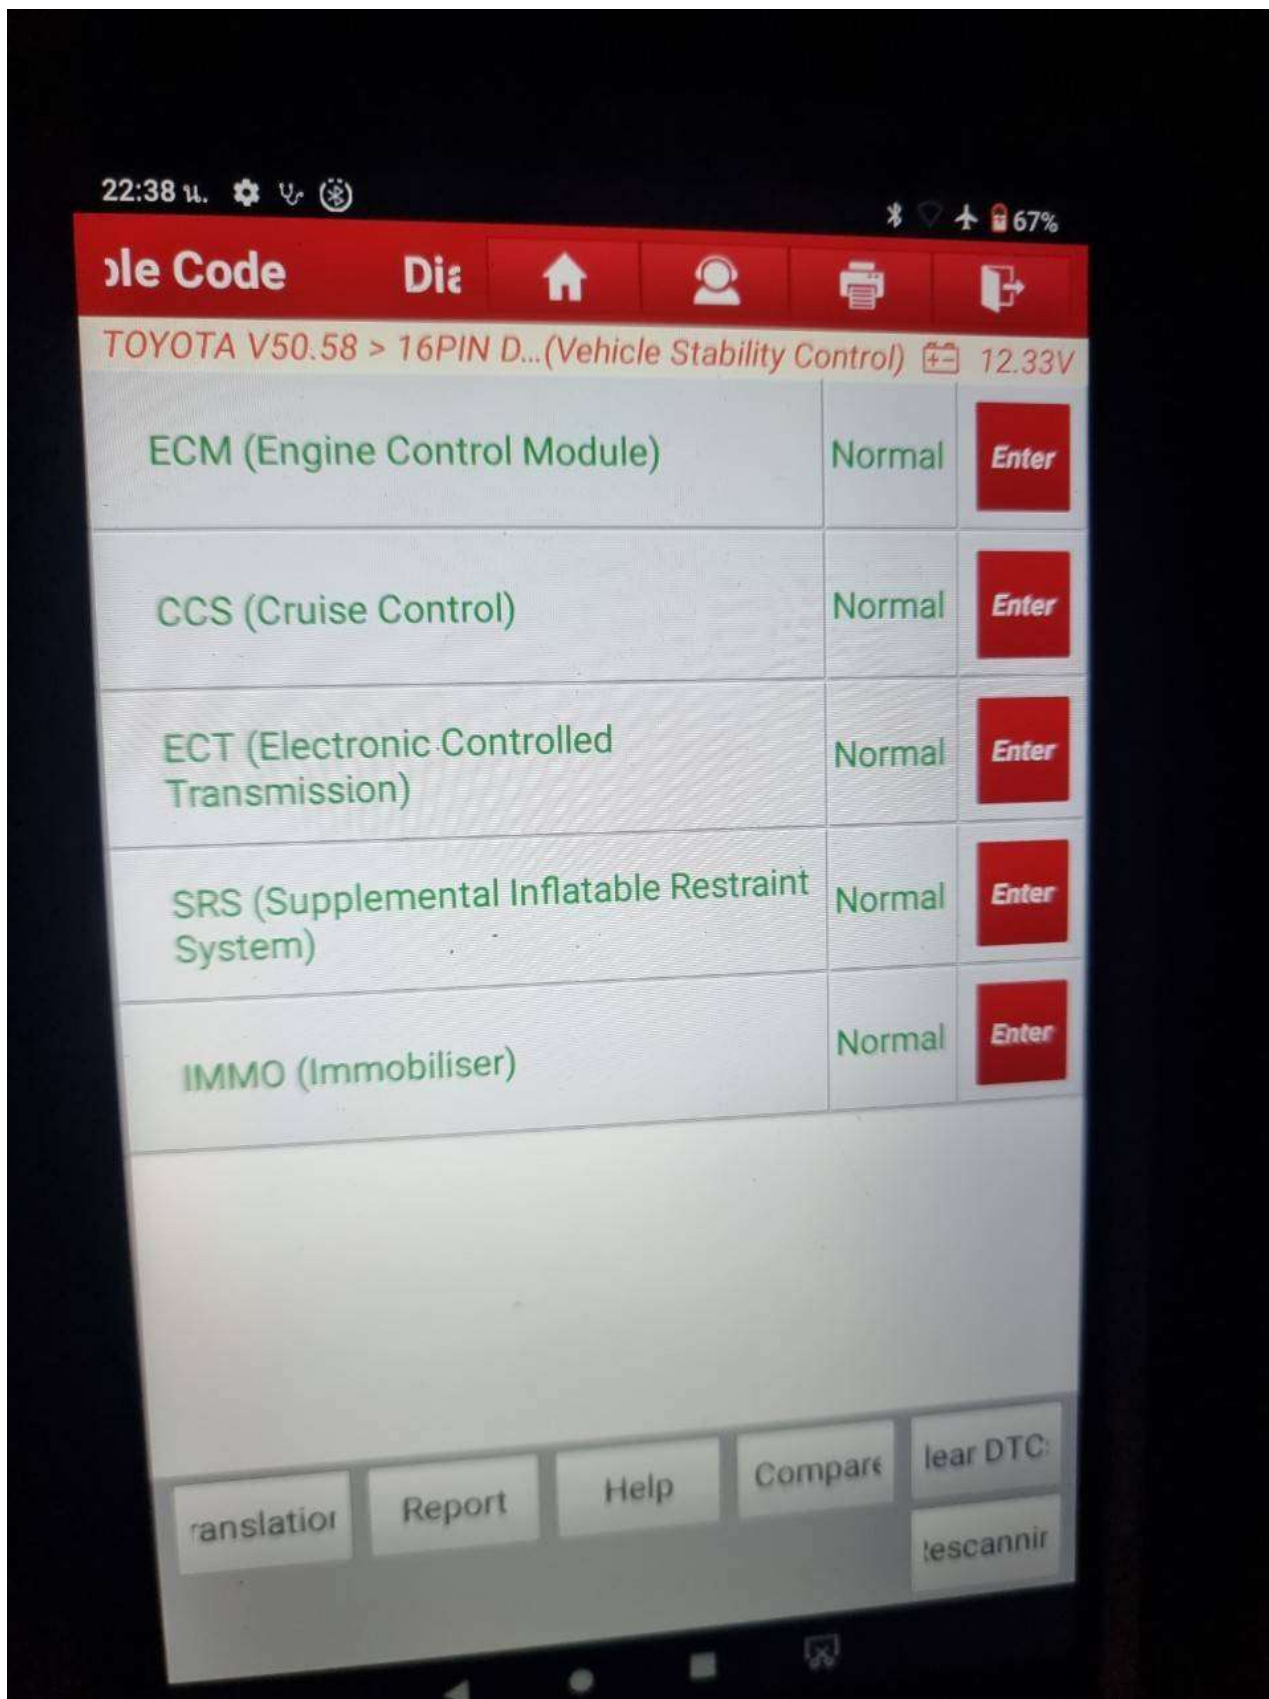 22:38 น.
67%
ole Code Dia
TOYOTA V50.58 > 16PIN D...(Vehicle Stability Control) 12.33V
ECM (Engine Control Module) Normal Enter
CCS (Cruise Control) Normal Enter
ECT (Electronic Controlled
Transmission) Normal Enter
SRS (Supplemental Inflatable Restraint
System) Normal Enter
IMMO (Immobiliser) Normal Enter
ranslation Report Help Compare lear DTC
escannin